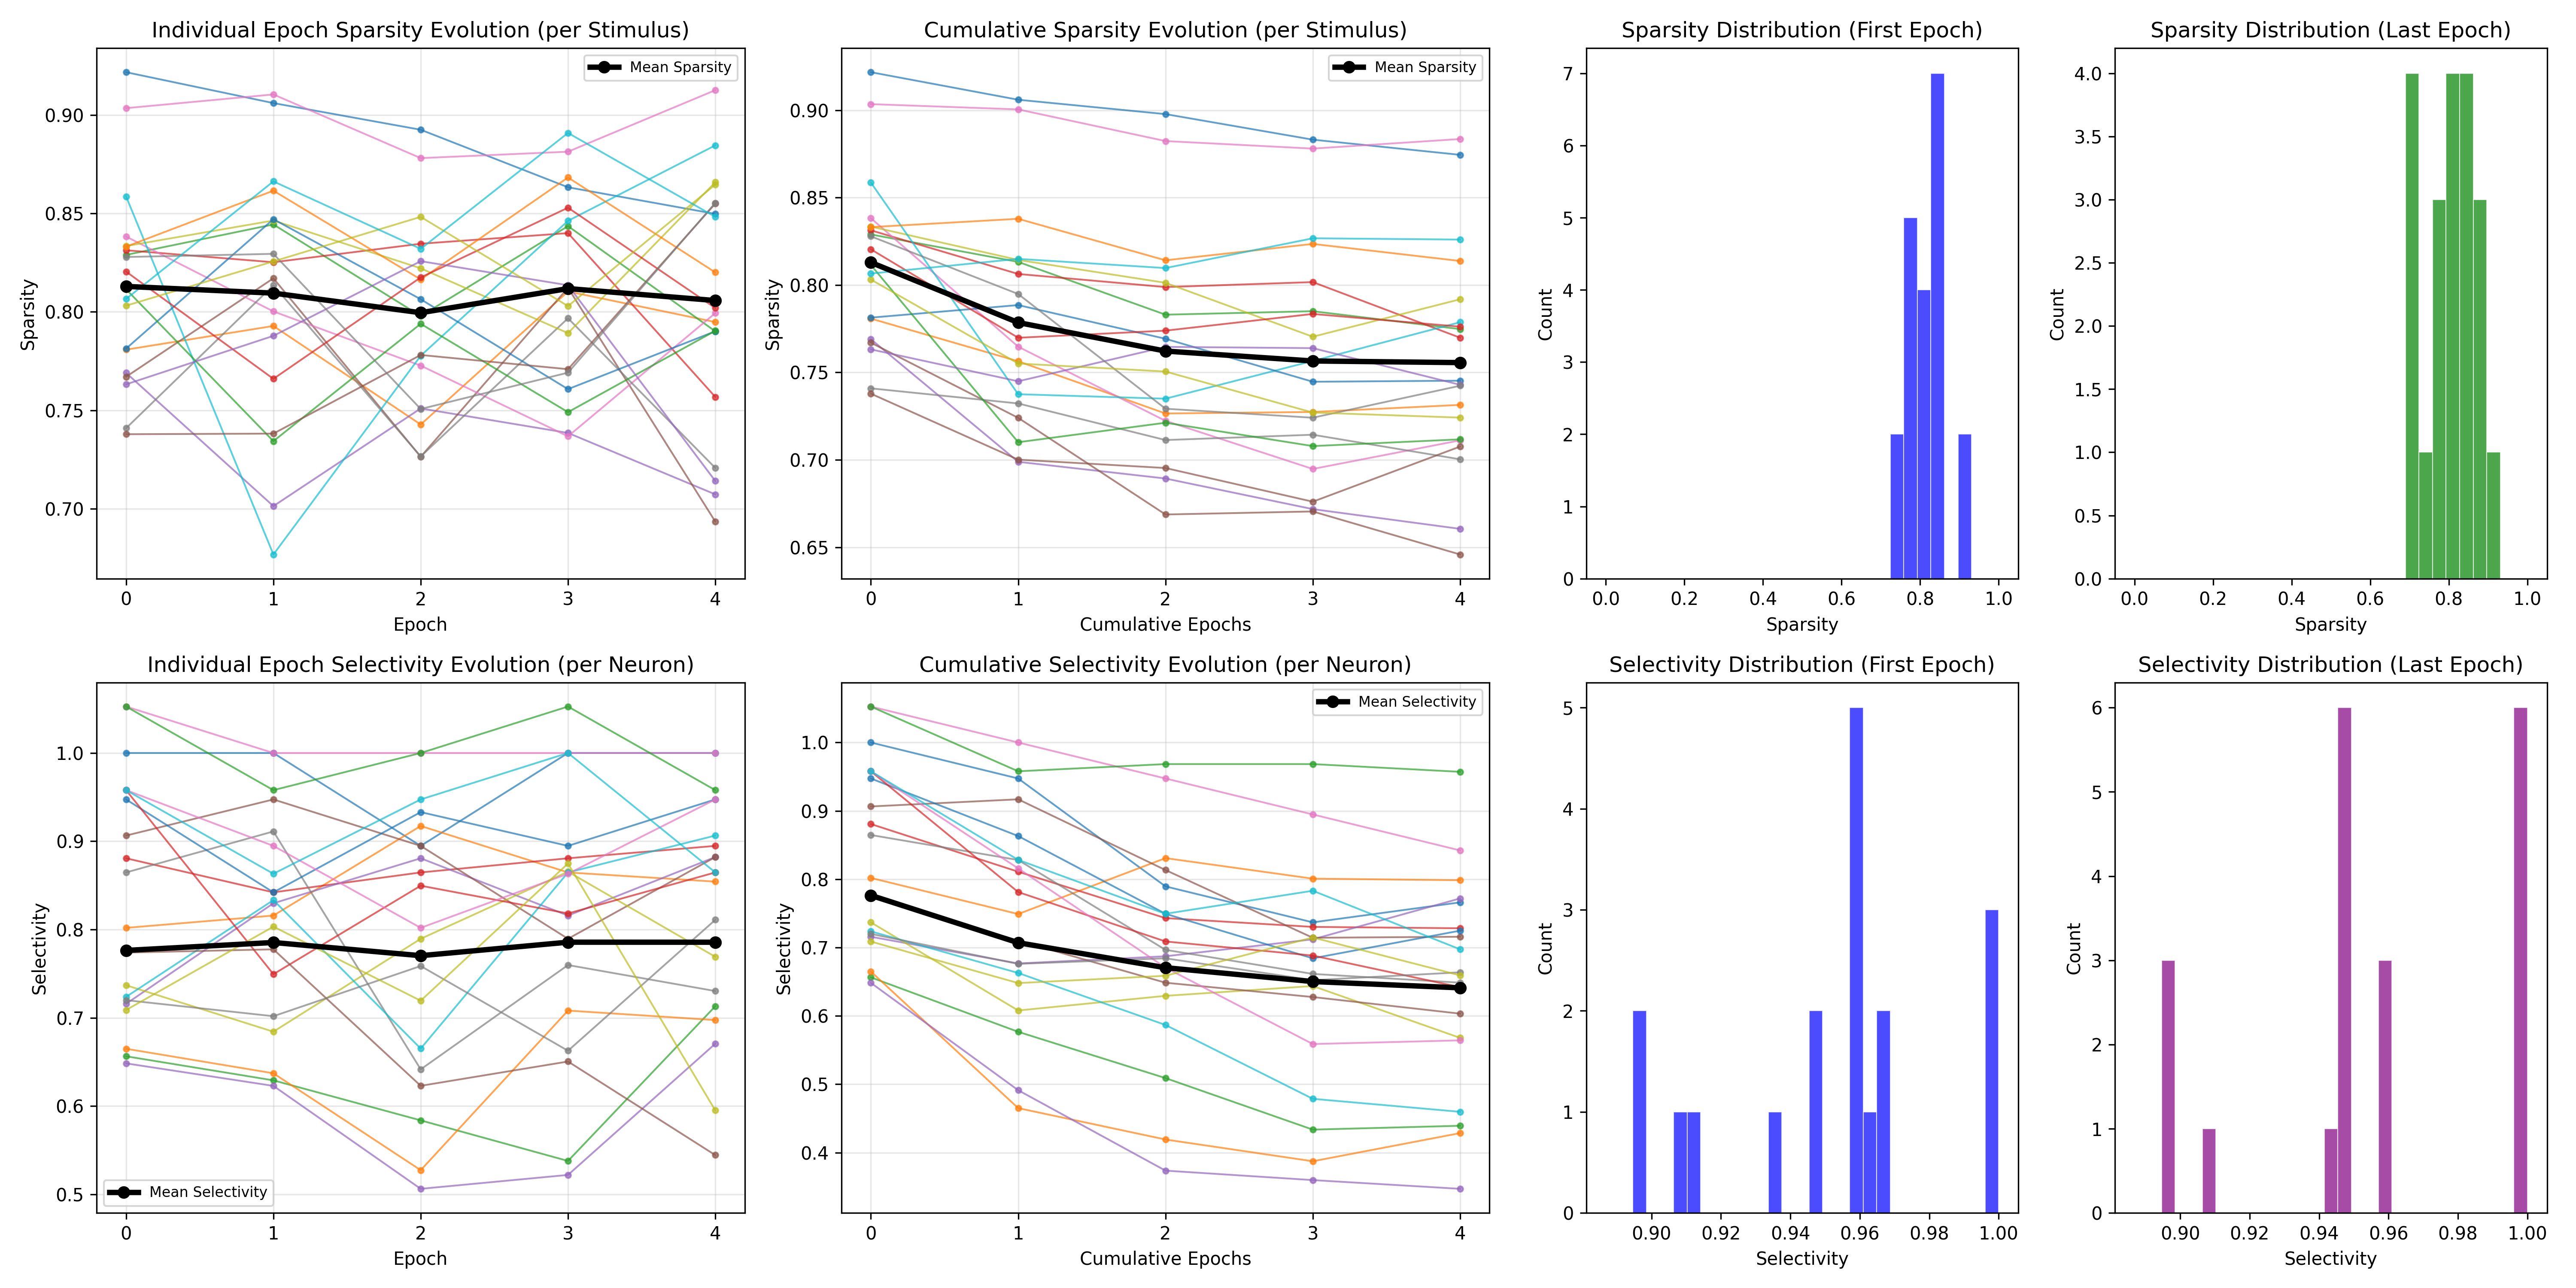 Individual Epoch Sparsity Evolution (per Stimulus)
Mean Sparsity
0.90
0.85
0.80
0.75
0.70
Sparsity
0 1 2 3 4
Epoch
Cumulative Sparsity Evolution (per Stimulus)
Mean Sparsity
0.90
0.85
0.80
0.75
0.70
0.65
Sparsity
0 1 2 3 4
Cumulative Epochs
Sparsity Distribution (First Epoch)
7
6
5
4
3
2
1
0
Count
0.0 0.2 0.4 0.6 0.8 1.0
Sparsity
Sparsity Distribution (Last Epoch)
4.0
3.5
3.0
2.5
2.0
1.5
1.0
0.5
0.0
Count
0.0 0.2 0.4 0.6 0.8 1.0
Sparsity
Individual Epoch Selectivity Evolution (per Neuron)
1.0
0.9
0.8
0.7
0.6
0.5
Selectivity
Mean Selectivity
0 1 2 3 4
Epoch
Cumulative Selectivity Evolution (per Neuron)
Mean Selectivity
1.0
0.9
0.8
0.7
0.6
0.5
0.4
Selectivity
0 1 2 3 4
Cumulative Epochs
Selectivity Distribution (First Epoch)
5
4
3
2
1
0
Count
0.90 0.92 0.94 0.96 0.98 1.00
Selectivity
Selectivity Distribution (Last Epoch)
6
5
4
3
2
1
0
Count
0.90 0.92 0.94 0.96 0.98 1.00
Selectivity